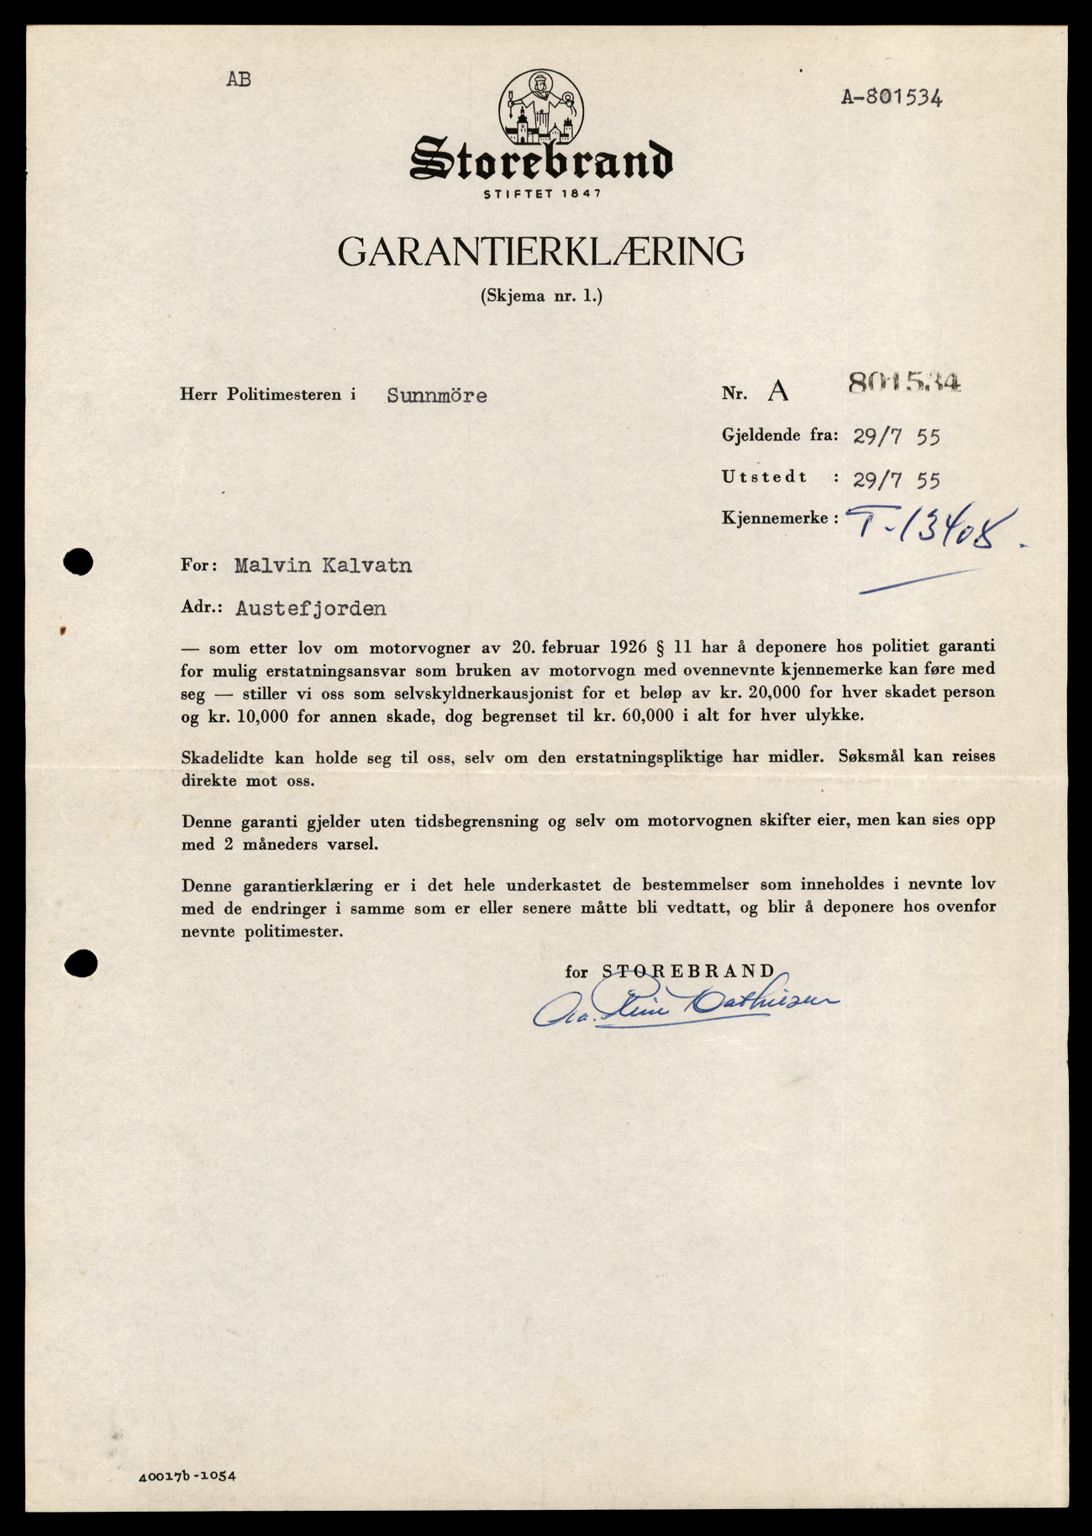 AB
A-801534
Storebrand
STIFTET 1847
GARANTIERKLÆRING
(Skjema nr. 1.)
Herr Politimesteren i Sunnmöre
Nr. A 801534
Gjeldende fra: 29/7 55
Utstedt : 29/7 55
Kjennemerke: T-13408.
For: Malvin Kalvatn
Adr.: Austefjorden
— som etter lov om motorvogner av 20. februar 1926 § 11 har å deponere hos politiet garanti
for mulig erstatningsansvar som bruken av motorvogn med ovennevnte kjennemerke kan føre med
seg — stiller vi oss som selvskyldnerkausjonist for et beløp av kr. 20,000 for hver skadet person
og kr. 10,000 for annen skade, dog begrenset til kr. 60,000 i alt for hver ulykke.
Skadelidte kan holde seg til oss, selv om den erstatningspliktige har midler. Søksmål kan reises
direkte mot oss.
Denne garanti gjelder uten tidsbegrensning og selv om motorvognen skifter eier, men kan sies opp
med 2 måneders varsel.
Denne garantierklæring er i det hele underkastet de bestemmelser som inneholdes i nevnte lov
med de endringer i samme som er eller senere måtte bli vedtatt, og blir å deponere hos ovenfor
nevnte politimester.
for STOREBRAND
Mathiesen
40017b-1054